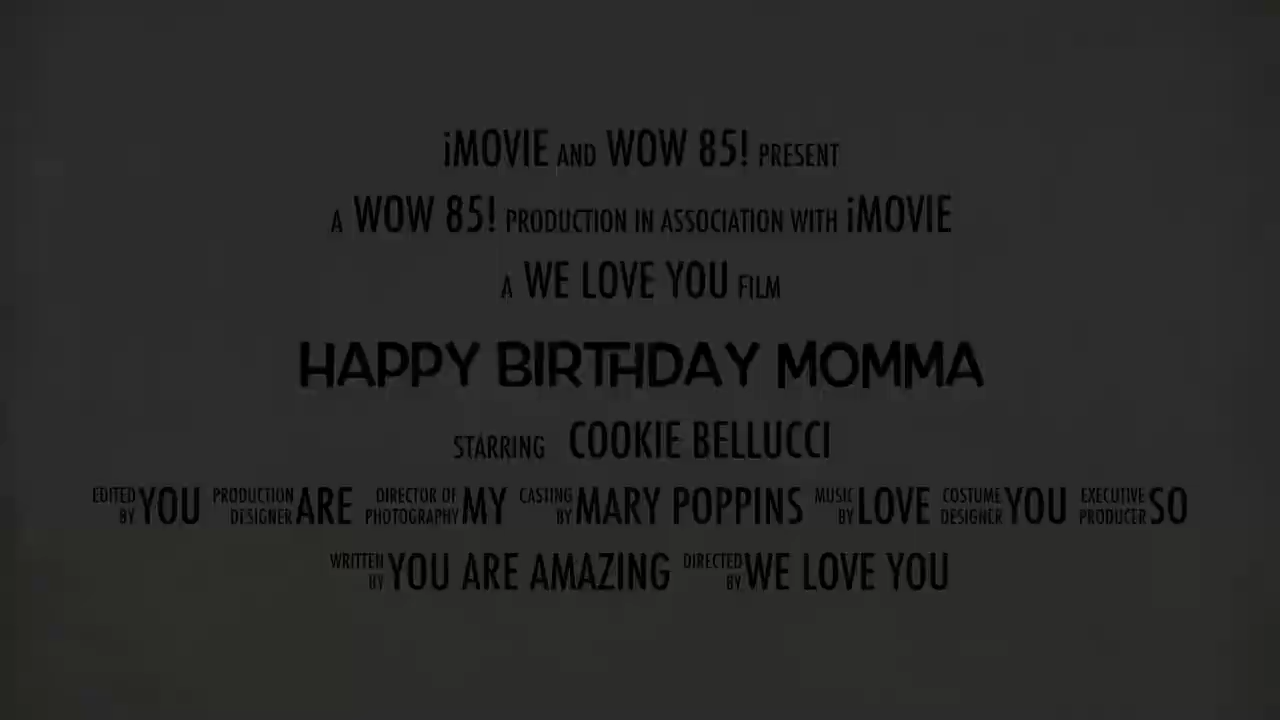 iMOVIE AND WOW 85! PRESENT
A WOW 85! PRODUCTION IN ASSOCIATION WITH iMOVIE
A WE LOVE YOU FILM
HAPPY BIRTHDAY MOMMA
STARRING COOKIE BELLUCCI
EDITED BY YOU PRODUCTION DESIGNER ARE DIRECTOR OF PHOTOGRAPHY MY CASTING BY MARY POPPINS MUSIC BY LOVE COSTUME DESIGNER YOU EXECUTIVE PRODUCER SO
WRITTEN BY YOU ARE AMAZING DIRECTED BY WE LOVE YOU